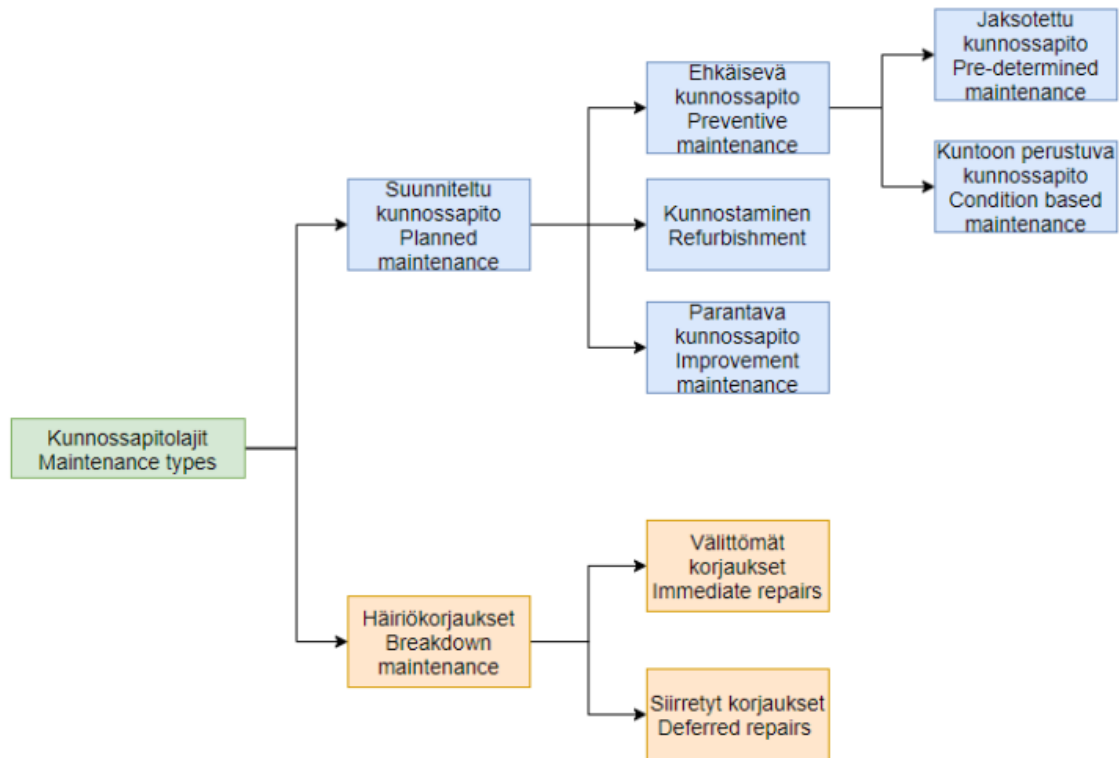 Jaksotettu
kunnossapito
Pre-determined
maintenance
Ehkäisevä
kunnossapito
Preventive
maintenance
Kuntoon perustuva
kunnossapito
Condition based
maintenance
Suunniteltu
kunnossapito
Planned
maintenance
Kunnostaminen
Refurbishment
Parantava
kunnossapito
Improvement
maintenance
Kunnossapitolajit
Maintenance types
Välittömät
korjaukset
Immediate repairs
Häiriökorjaukset
Breakdown
maintenance
Siirretyt korjaukset
Deferred repairs